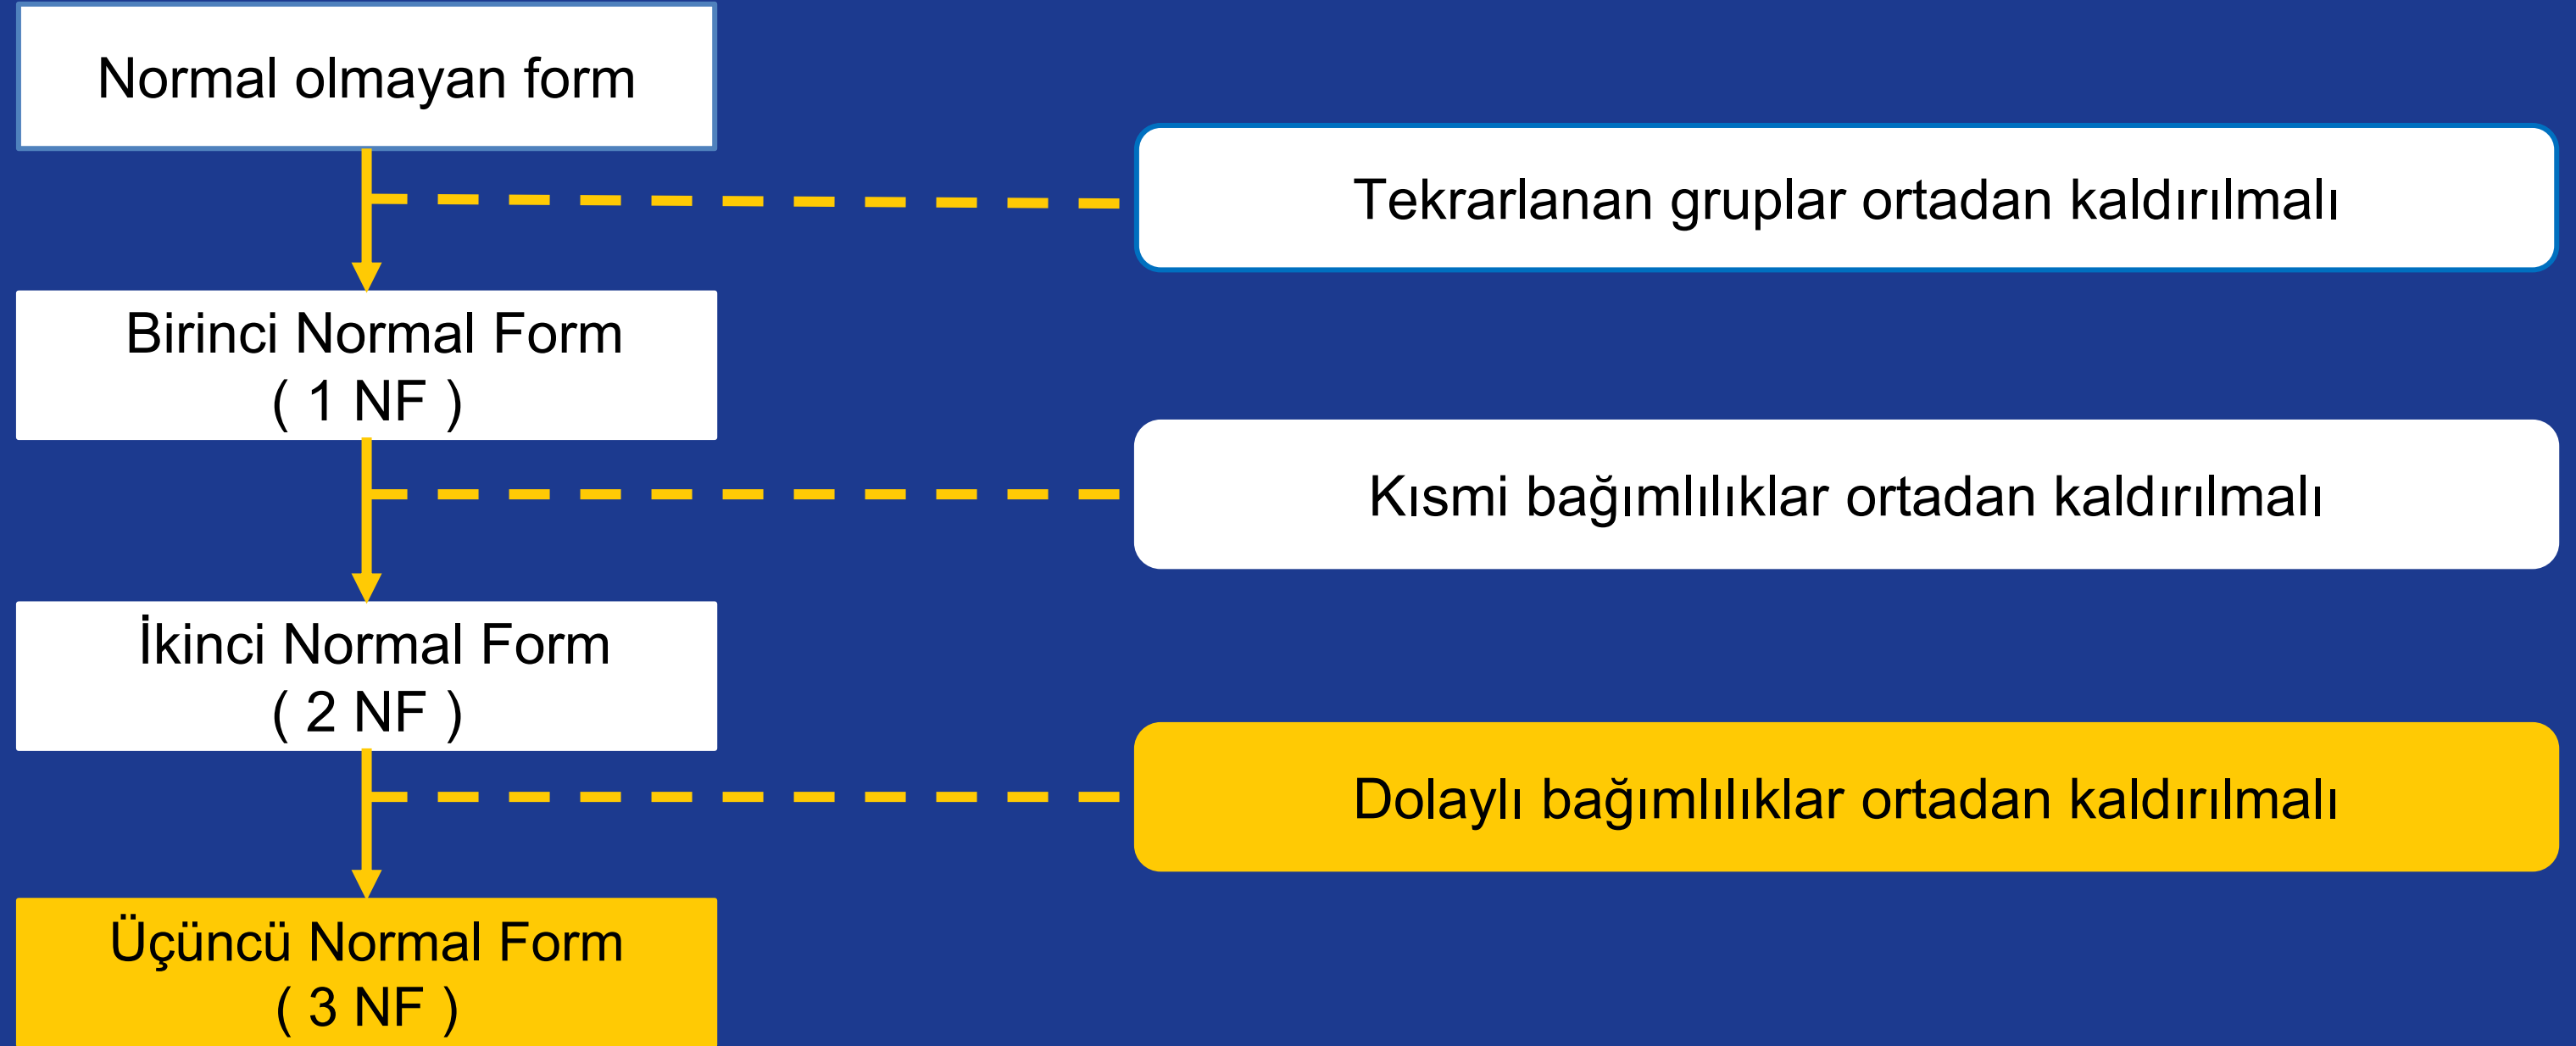 Normal olmayan form
Tekrarlanan gruplar ortadan kaldırılmalı
Birinci Normal Form
( 1 NF )
Kısmi bağımlılıklar ortadan kaldırılmalı
İkinci Normal Form
( 2 NF )
Dolaylı bağımlılıklar ortadan kaldırılmalı
Üçüncü Normal Form
( 3 NF )